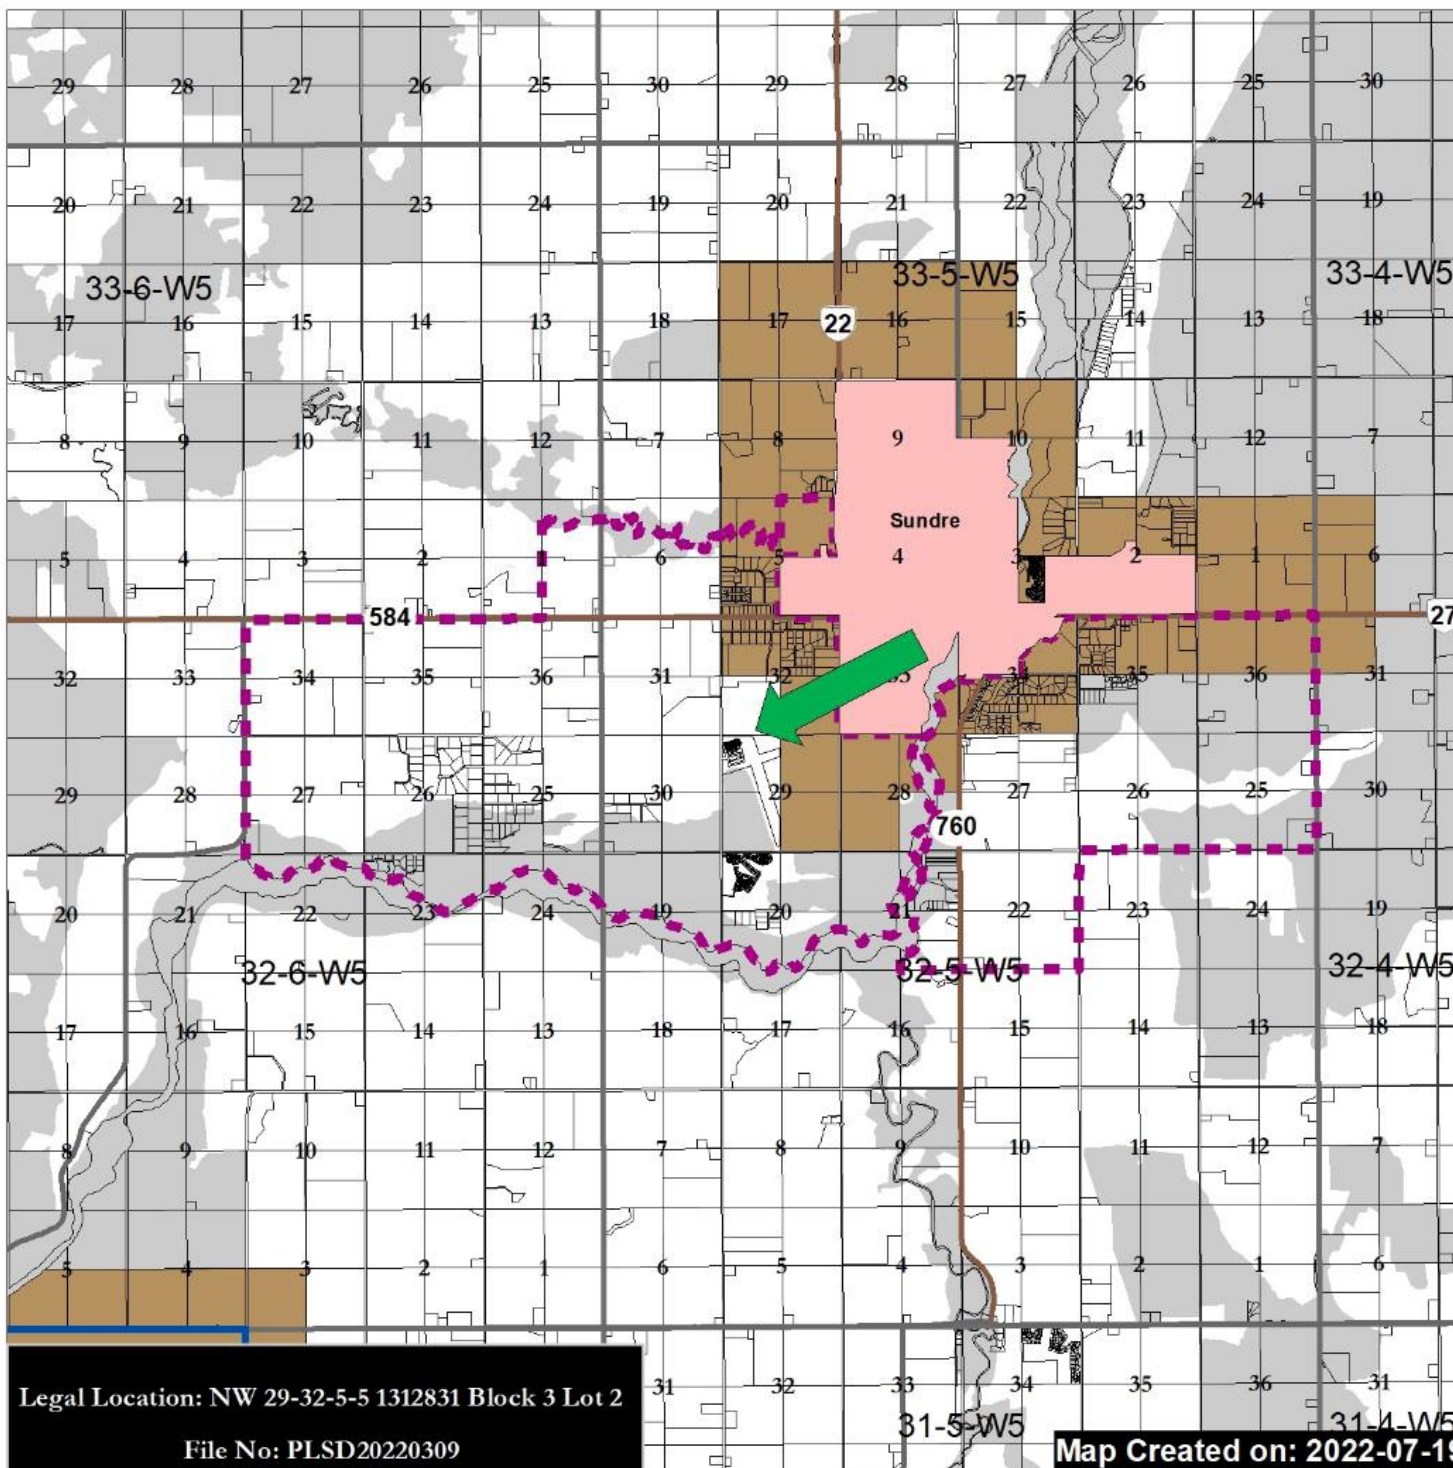 29 28 27 26 25 30 29 28 27 26 25 30
20 21 22 23 24 19 20 21 22 23 24 19
33-6-W5 33-5-W5 33-4-W5
17 16 15 14 13 18 17 22 16 15 14 13 18
8 9 10 11 12 7 8 9 10 11 12 7
Sundre
5 4 3 2 1 6 5 4 3 2 1 6
584 27
32 33 34 35 36 31 32 33 34 35 36 31
29 28 27 26 25 30 29 28 27 26 25 30
760
20 21 22 23 24 19 20 21 22 23 24 19
32-6-W5 32-5-W5 32-4-W5
17 16 15 14 13 18 17 16 15 14 13 18
8 9 10 11 12 7 8 9 10 11 12 7
5 4 3 2 1 6 5 4 3 2 1 6
31 32 33 34 35 36 31
31-5-W5 31-4-W5
Legal Location: NW 29-32-5-5 1312831 Block 3 Lot 2
File No: PLSD20220309
Map Created on: 2022-07-19